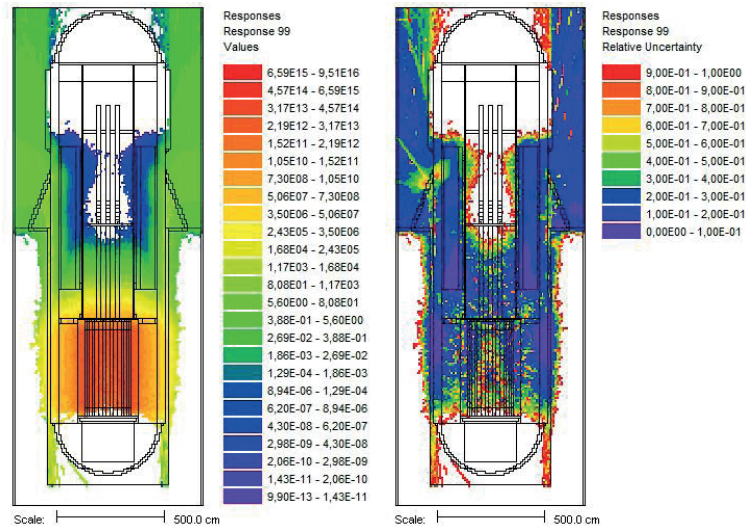 Responses
Response 99
Values
6,59E15 - 9,51E16
4,57E14 - 6,59E15
3,17E13 - 4,57E14
2,19E12 - 3,17E13
1,52E11 - 2,19E12
1,05E10 - 1,52E11
7,30E08 - 1,05E10
5,06E07 - 7,30E08
3,50E06 - 5,06E07
2,43E05 - 3,50E06
1,68E04 - 2,43E05
1,17E03 - 1,68E04
8,08E01 - 1,17E03
5,60E00 - 8,08E01
3,88E-01 - 5,60E00
2,69E-02 - 3,88E-01
1,86E-03 - 2,69E-02
1,29E-04 - 1,86E-03
8,94E-06 - 1,29E-04
6,20E-07 - 8,94E-06
4,30E-08 - 6,20E-07
2,98E-09 - 4,30E-08
2,06E-10 - 2,98E-09
1,43E-11 - 2,06E-10
9,90E-13 - 1,43E-11
Scale:
500.0 cm
Responses
Response 99
Relative Uncertainty
9,00E-01 - 1,00E00
8,00E-01 - 9,00E-01
7,00E-01 - 8,00E-01
6,00E-01 - 7,00E-01
5,00E-01 - 6,00E-01
4,00E-01 - 5,00E-01
3,00E-01 - 4,00E-01
2,00E-01 - 3,00E-01
1,00E-01 - 2,00E-01
0,00E00 - 1,00E-01
Scale:
500.0 cm